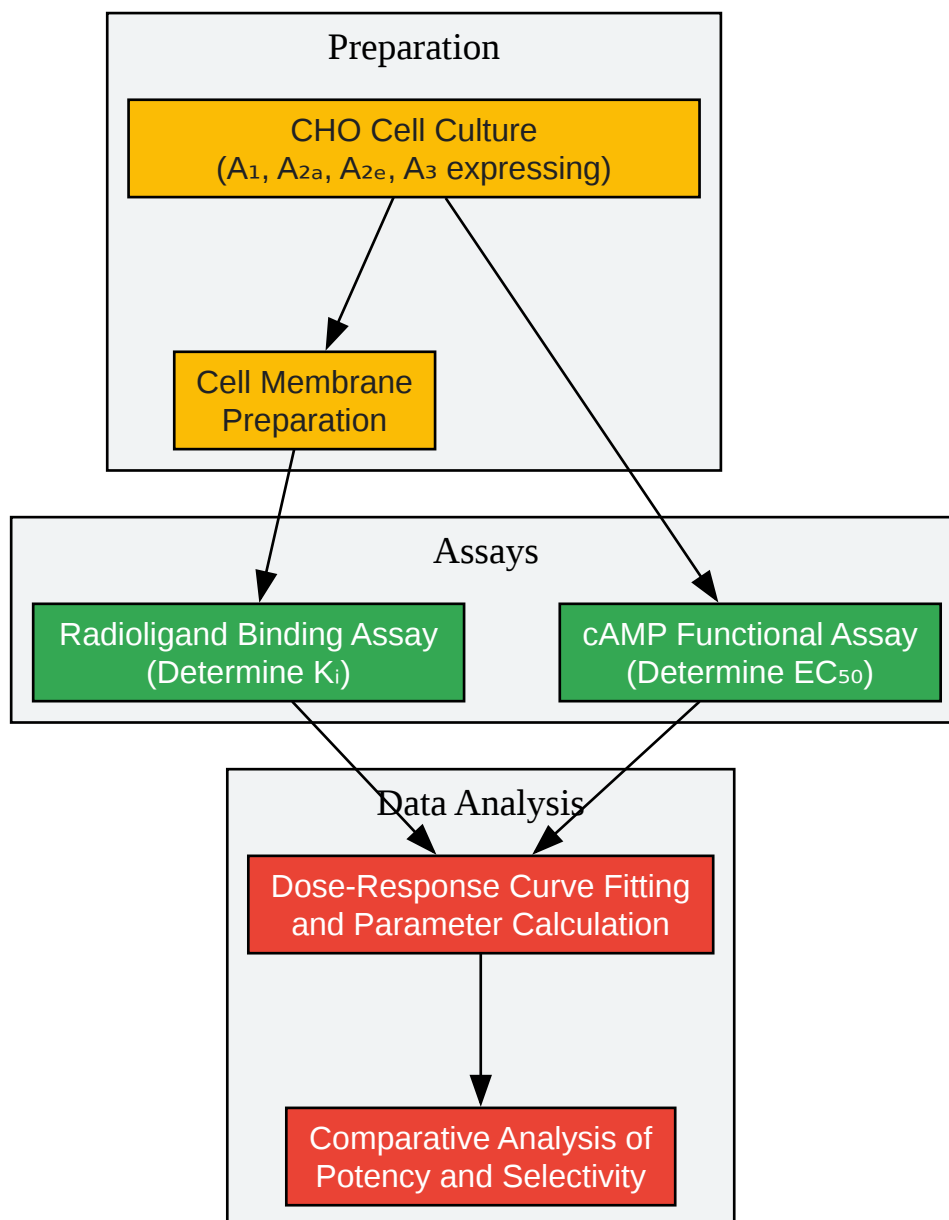 Preparation
CHO Cell Culture
(A₁, A₂ₐ, A₂ₑ, A₃ expressing)
Cell Membrane
Preparation
Assays
Radioligand Binding Assay
(Determine Kᵢ)
cAMP Functional Assay
(Determine EC₅₀)
Data Analysis
Dose-Response Curve Fitting
and Parameter Calculation
Comparative Analysis of
Potency and Selectivity